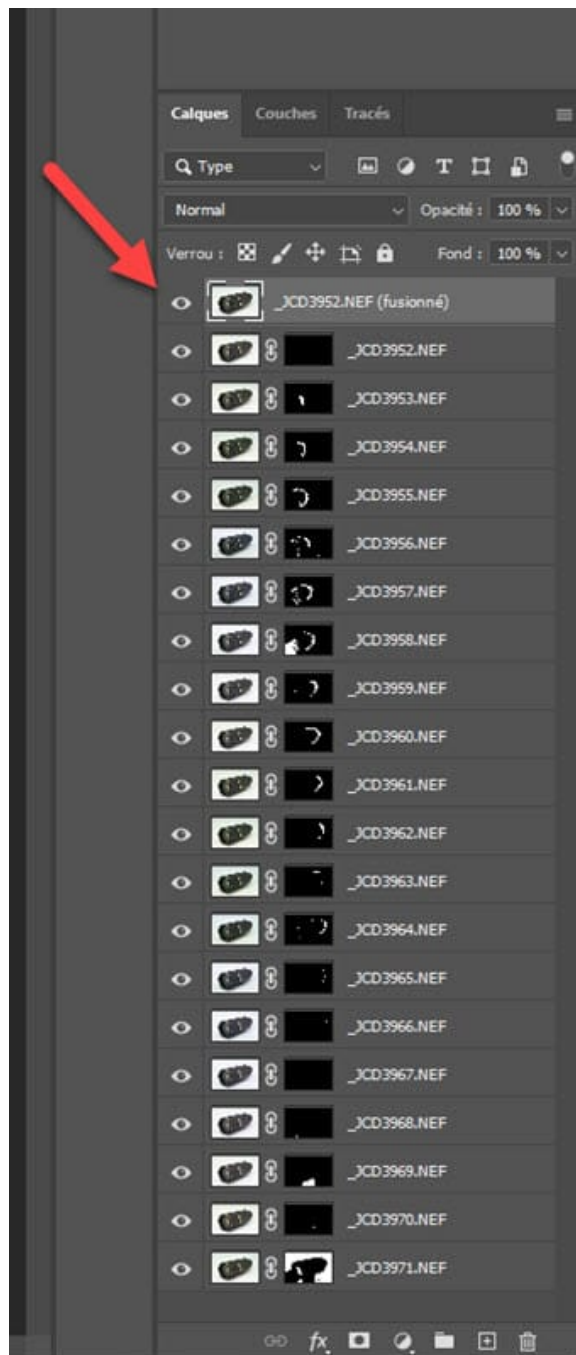 Calques Couches Tracés
Type
Normal Opacité : 100 %
Verrou : Fond : 100 %
_JCD3952.NEF (fusionné)
_JCD3952.NEF
_JCD3953.NEF
_JCD3954.NEF
_JCD3955.NEF
_JCD3956.NEF
_JCD3957.NEF
_JCD3958.NEF
_JCD3959.NEF
_JCD3960.NEF
_JCD3961.NEF
_JCD3962.NEF
_JCD3963.NEF
_JCD3964.NEF
_JCD3965.NEF
_JCD3966.NEF
_JCD3967.NEF
_JCD3968.NEF
_JCD3969.NEF
_JCD3970.NEF
_JCD3971.NEF
fx